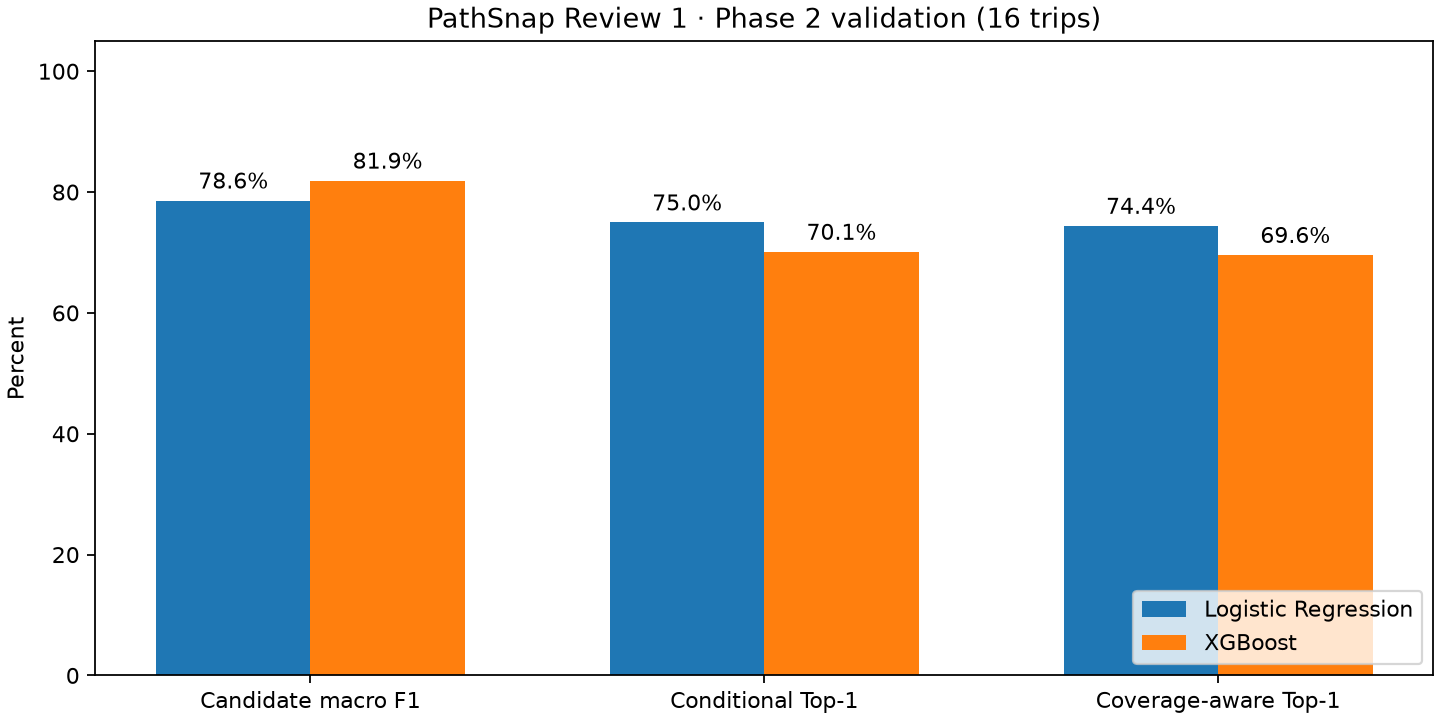 PathSnap Review 1 · Phase 2 validation (16 trips)
Percent
100
80
60
40
20
0
78.6%
81.9%
75.0%
70.1%
74.4%
69.6%
Logistic Regression
XGBoost
Candidate macro F1
Conditional Top-1
Coverage-aware Top-1